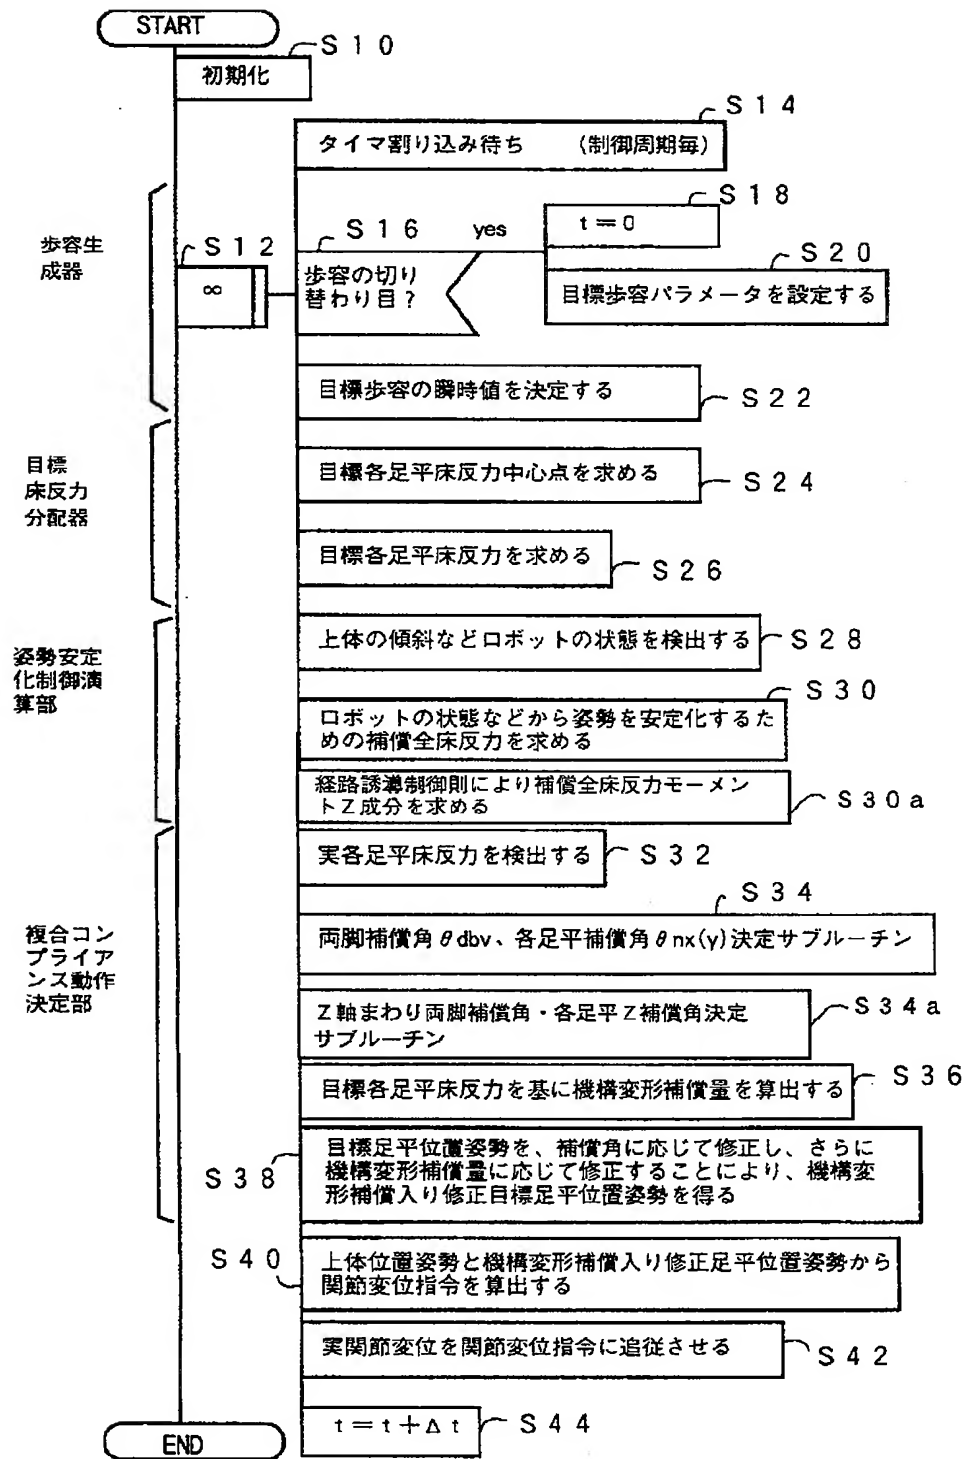 START
S10
初期化
S14
タイマ割り込み待ち　(制御周期毎)
S18
t=0
歩容生
成器
S12
∞
S16
yes
歩容の切り
替わり目?
S20
目標歩容パラメータを設定する
目標歩容の瞬時値を決定する
S22
目標
床反力
分配器
目標各足平床反力中心点を求める
S24
目標各足平床反力を求める
S26
姿勢安定
化制御演
算部
上体の傾斜などロボットの状態を検出する
S28
S30
ロボットの状態などから姿勢を安定化するた
めの補償全床反力を求める
経路誘導制御則により補償全床反力モーメン
トZ成分を求める
S30a
複合コン
プライア
ンス動作
決定部
実各足平床反力を検出する
S32
S34
両脚補償角θdbv、各足平補償角θnx(y)決定サブルーチン
Z軸まわり両脚補償角・各足平Z補償角決定
サブルーチン
S34a
目標各足平床反力を基に機構変形補償量を算出する
S36
S38
目標足平位置姿勢を、補償角に応じて修正し、さらに
機構変形補償量に応じて修正することにより、機構変
形補償入り修正目標足平位置姿勢を得る
S40
上体位置姿勢と機構変形補償入り修正足平位置姿勢から
関節変位指令を算出する
実関節変位を関節変位指令に追従させる
S42
t=t+Δt
S44
END